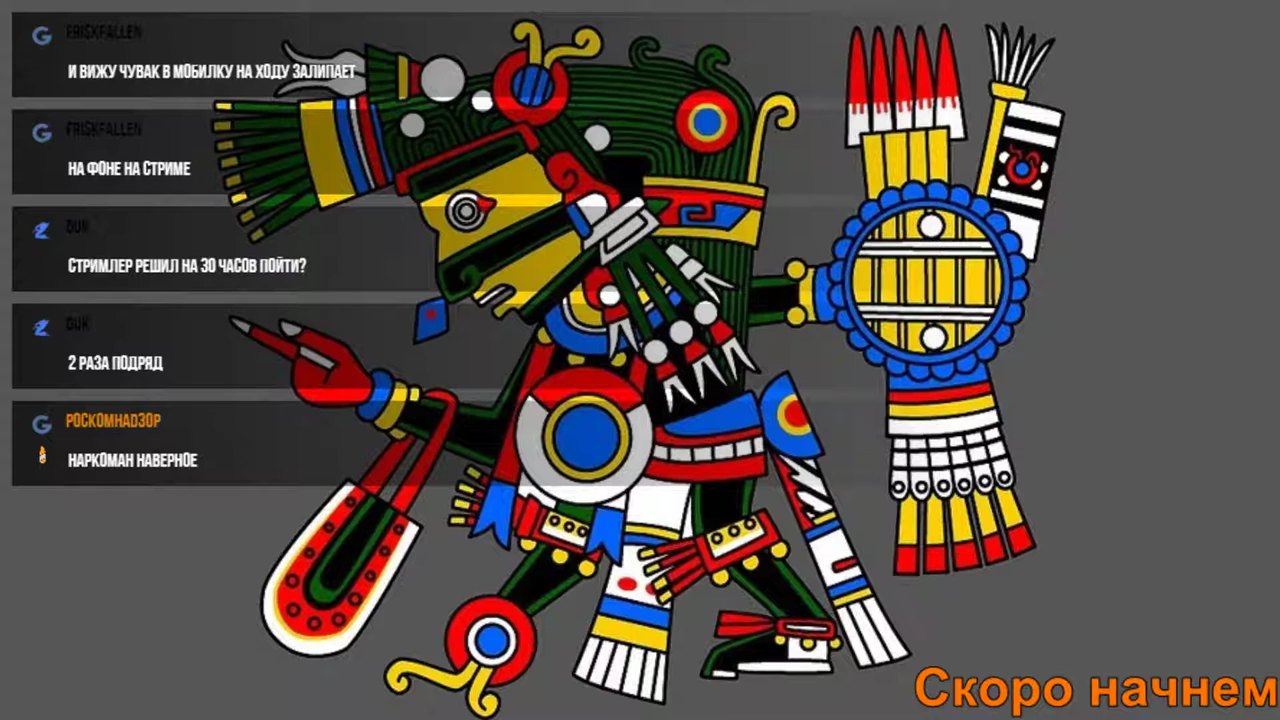 FRISKFALLEN
И ВИЖУ ЧУВАК В МОБИЛКУ НА ХОДУ ЗАЛИПАЕТ
FRISKFALLEN
НА ФОНЕ НА СТРИМЕ
DUK
СТРИМЛЕР РЕШИЛ НА 30 ЧАСОВ ПОЙТИ?
DUK
2 РАЗА ПОДРЯД
РОСКОМНАДЗОР
НАРКОМАН НАВЕРНОЕ
Скоро начнем